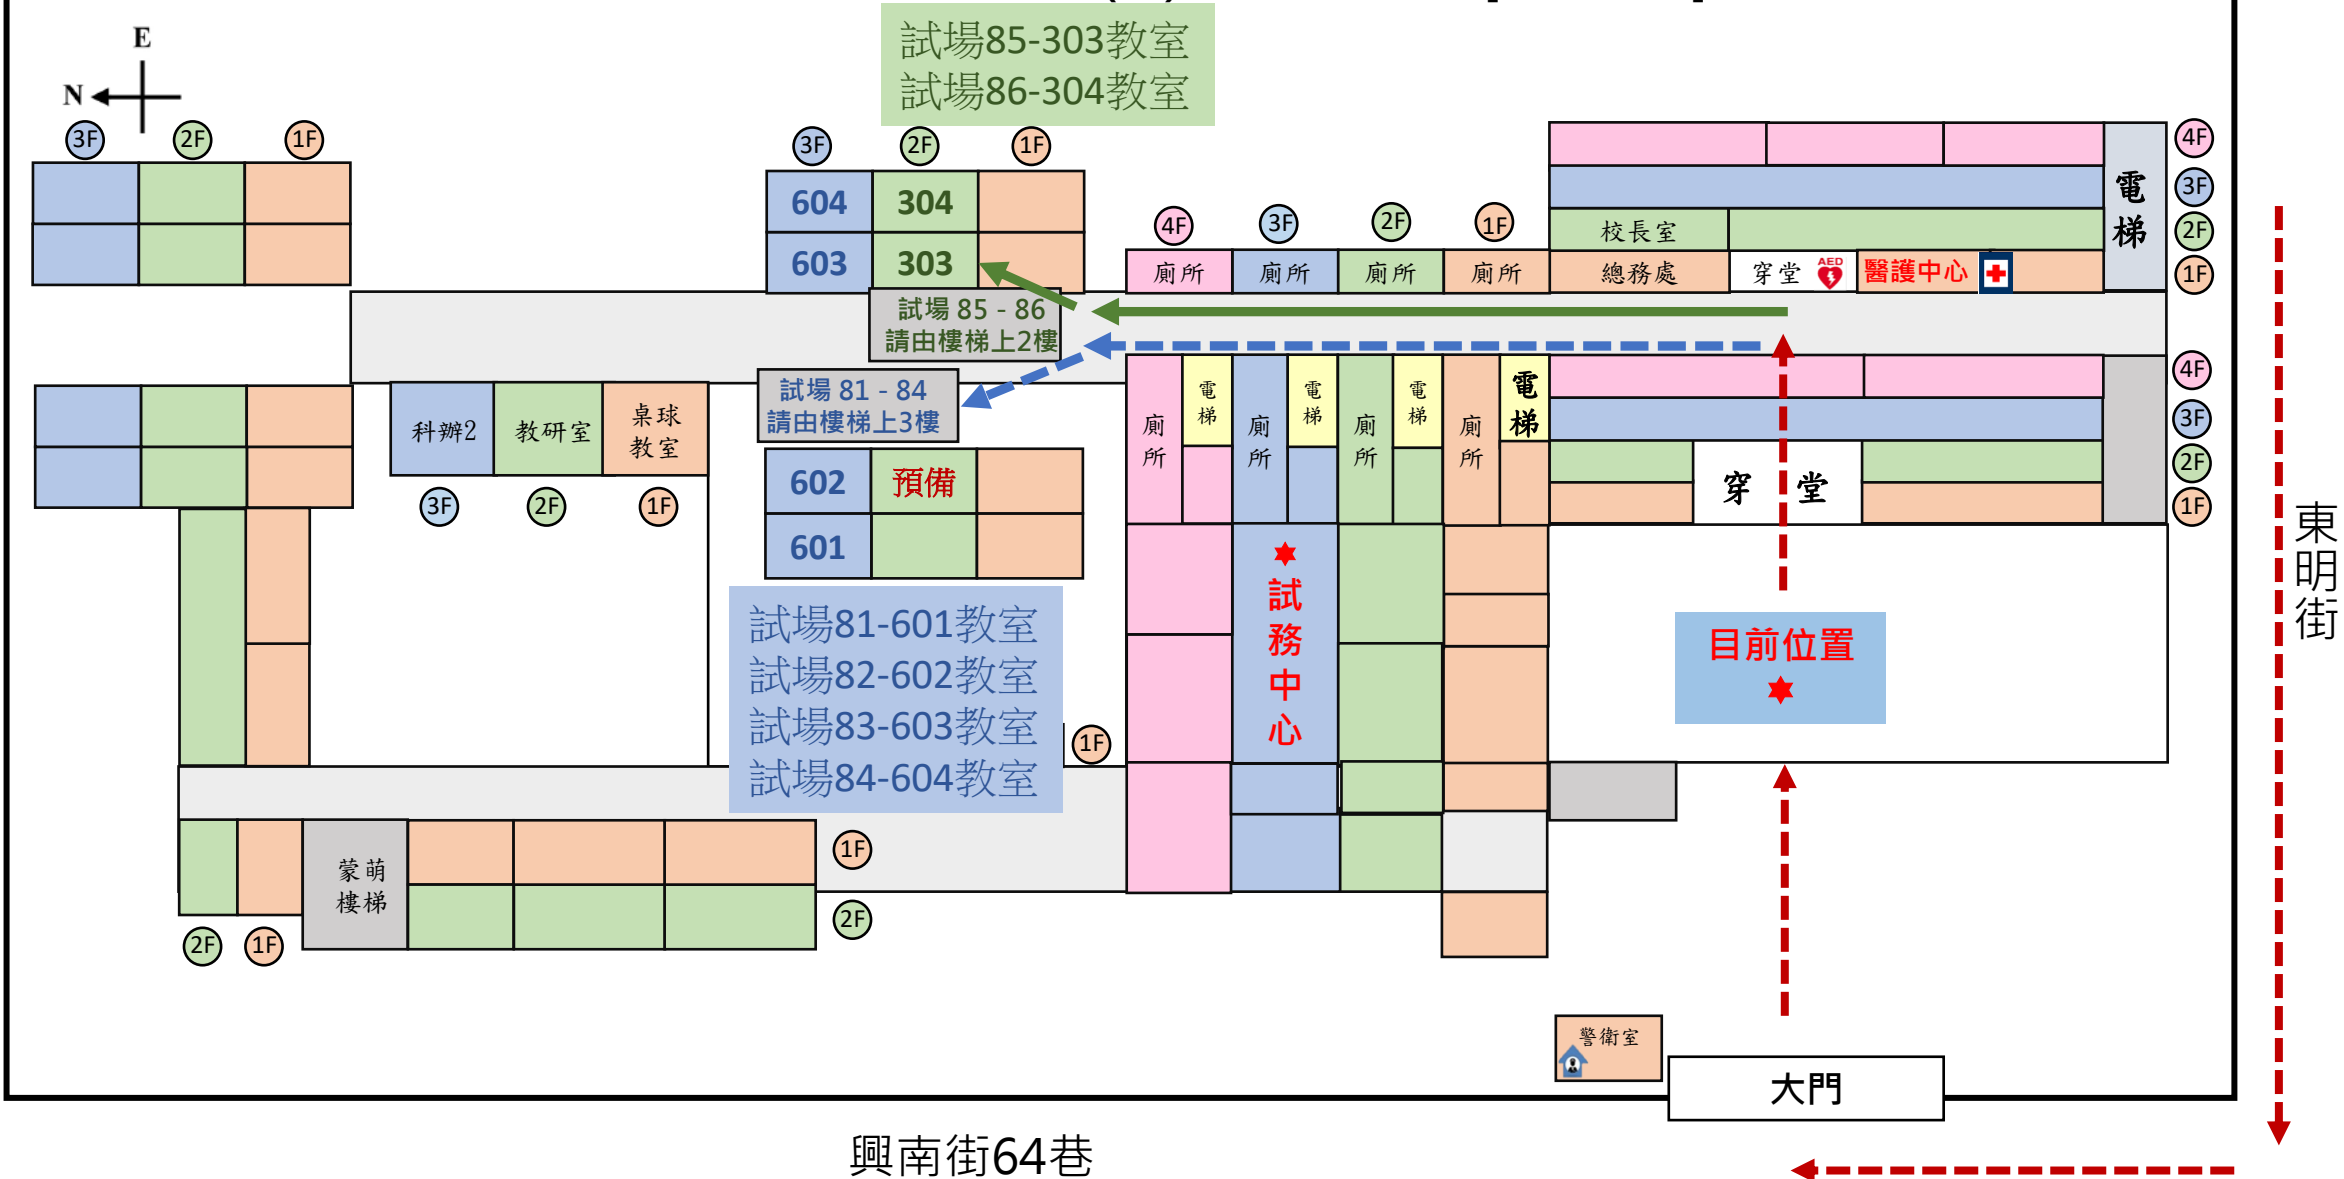 試場85-303教室
試場86-304教室
E
N
3F
2F
1F
3F
2F
1F
4F
3F
2F
1F
4F
3F
2F
1F
604
304
603
303
廁所
廁所
廁所
廁所
校長室
總務處
穿堂
AED
醫護中心
電梯
試場 85 - 86
請由樓梯上2樓
試場 81 - 84
請由樓梯上3樓
科辦2
教研室
桌球
教室
3F
2F
1F
602
預備
601
廁所
電梯
廁所
電梯
廁所
電梯
廁所
電梯
穿堂
4F
3F
2F
1F
東明街
試務中心
目前位置
試場81-601教室
試場82-602教室
試場83-603教室
試場84-604教室
1F
蒙萌
樓梯
1F
2F
2F
1F
警衛室
大門
興南街64巷